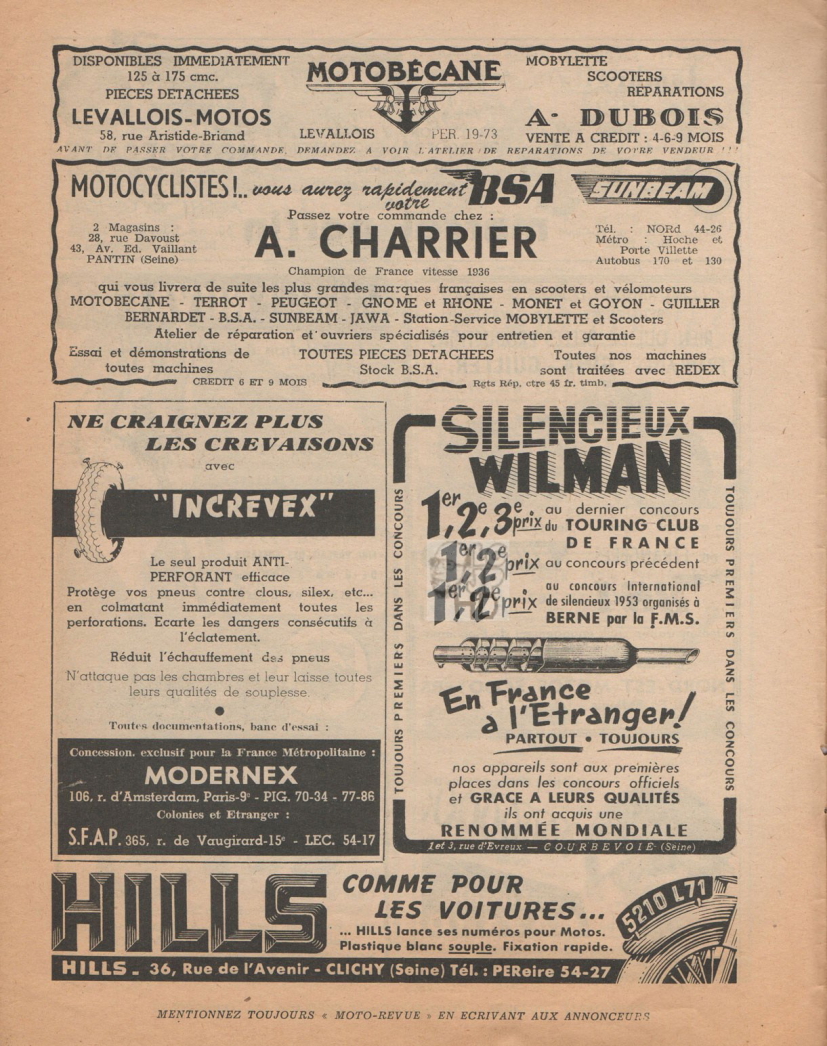 DISPONIBLES IMMEDIATEMENT
125 à 175 cmc.
PIECES DETACHEES
LEVALLOIS-MOTOS
58, rue Aristide-Briand
MOTOBÉCANE
LEVALLOIS PER. 19-73
MOBYLETTE
SCOOTERS
REPARATIONS
A. DUBOIS
VENTE A CREDIT : 4-6-9 MOIS
AVANT DE PASSER VOTRE COMMANDE, DEMANDEZ A VOIR L'ATELIER DE REPARATIONS DE VOTRE VENDEUR !!!
MOTOCYCLISTES !.. vous aurez rapidement votre BSA SUNBEAM
Passez votre commande chez :
2 Magasins :
28, rue Davoust
43, Av. Ed. Vaillant
PANTIN (Seine)
A. CHARRIER
Champion de France vitesse 1936
Tél. : NORd 44-26
Métro : Hoche et
Porte Villette
Autobus 170 et 130
qui vous livrera de suite les plus grandes marques françaises en scooters et vélomoteurs
MOTOBECANE - TERROT - PEUGEOT - GNOME et RHONE - MONET et GOYON - GUILLER
BERNARDET - B.S.A. - SUNBEAM - JAWA - Station-Service MOBYLETTE et Scooters
Atelier de réparation et ouvriers spécialisés pour entretien et garantie
Essai et démonstrations de
toutes machines
TOUTES PIECES DETACHEES
Stock B.S.A.
Toutes nos machines
sont traitées avec REDEX
CREDIT 6 ET 9 MOIS
Rgts Rép. ctre 45 fr. timb.
NE CRAIGNEZ PLUS
LES CREVAISONS
avec
"INCREVEX"
Le seul produit ANTI-
PERFORANT efficace
Protège vos pneus contre clous, silex, etc...
en colmatant immédiatement toutes les
perforations. Ecarte les dangers consécutifs à
l'éclatement.
Réduit l'échauffement des pneus
N'attaque pas les chambres et leur laisse toutes
leurs qualités de souplesse.
Toutes documentations, banc d'essai :
Concession. exclusif pour la France Métropolitaine :
MODERNEX
106, r. d'Amsterdam, Paris-9e - PIG. 70-34 - 77-86
Colonies et Etranger :
S.F.A.P. 365, r. de Vaugirard-15e - LEC. 54-17
TOUJOURS PREMIERS DANS LES CONCOURS
SILENCIEUX
WILMAN
1er, 2e, 3e prix du
au dernier concours
TOURING CLUB
DE FRANCE
1er, 2e prix au concours précédent
1er, 2e prix
au concours International
de silencieux 1953 organisés à
BERNE par la F.M.S.
En France
a l'Etranger!
PARTOUT • TOUJOURS
nos appareils sont aux premières
places dans les concours officiels
et GRACE A LEURS QUALITÉS
ils ont acquis une
RENOMMÉE MONDIALE
1 et 3, rue d'Evreux — COURBEVOIE (Seine)
TOUJOURS PREMIERS DANS LES CONCOURS
HILLS
COMME POUR
LES VOITURES...
... HILLS lance ses numéros pour Motos.
Plastique blanc souple. Fixation rapide.
5210 L71
HILLS - 36, Rue de l'Avenir - CLICHY (Seine) Tél. : PEReire 54-27
MENTIONNEZ TOUJOURS « MOTO-REVUE » EN ECRIVANT AUX ANNONCEURS